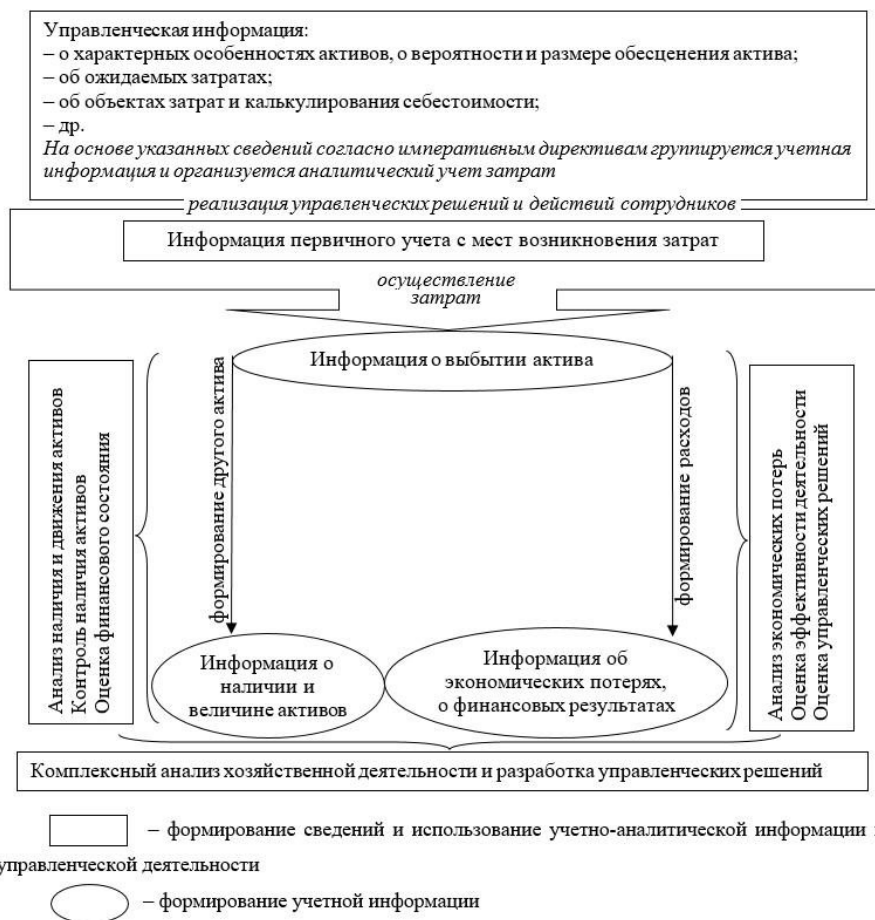 Управленческая информация:
– о характерных особенностях активов, о вероятности и размере обесценения актива;
– об ожидаемых затратах;
– об объектах затрат и калькулирования себестоимости;
– др.
На основе указанных сведений согласно императивным директивам группируется учетная
информация и организуется аналитический учет затрат
реализация управленческих решений и действий сотрудников
Информация первичного учета с мест возникновения затрат
осуществление
затрат
Информация о выбытии актива
Анализ наличия и движения активов
Контроль наличия активов
Оценка финансового состояния
формирование другого актива
формирование расходов
Анализ экономических потерь
Оценка эффективности деятельности
Оценка управленческих решений
Информация о
наличии и
величине активов
Информация об
экономических потерях,
о финансовых результатах
Комплексный анализ хозяйственной деятельности и разработка управленческих решений
– формирование сведений и использование учетно-аналитической информации
управленческой деятельности
– формирование учетной информации